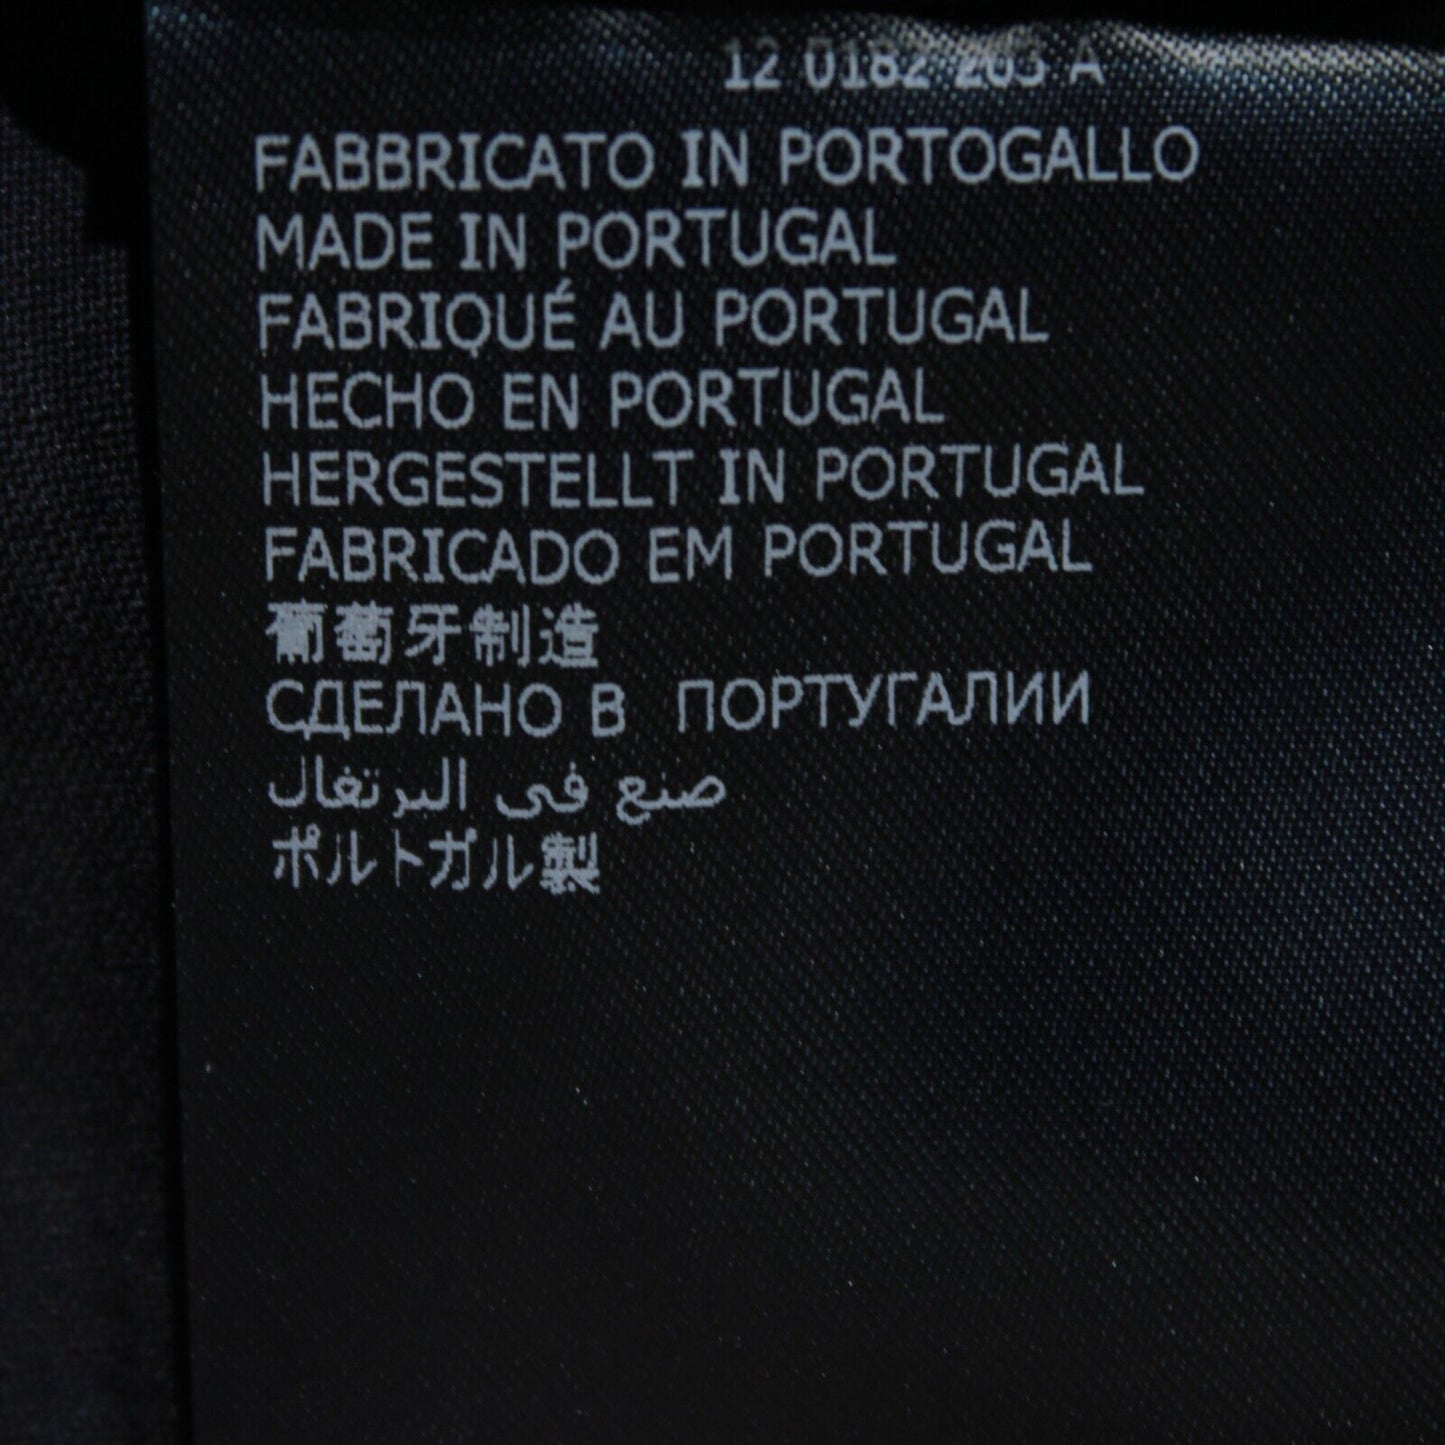 12 0182 203 A
FABBRICATO IN PORTOGALLO
MADE IN PORTUGAL
FABRIQUÉ AU PORTUGAL
HECHO EN PORTUGAL
HERGESTELLT IN PORTUGAL
FABRICADO EM PORTUGAL
葡萄牙制造
СДЕЛАНО В ПОРТУГАЛИИ
صنع في البرتغال
ポルトガル製